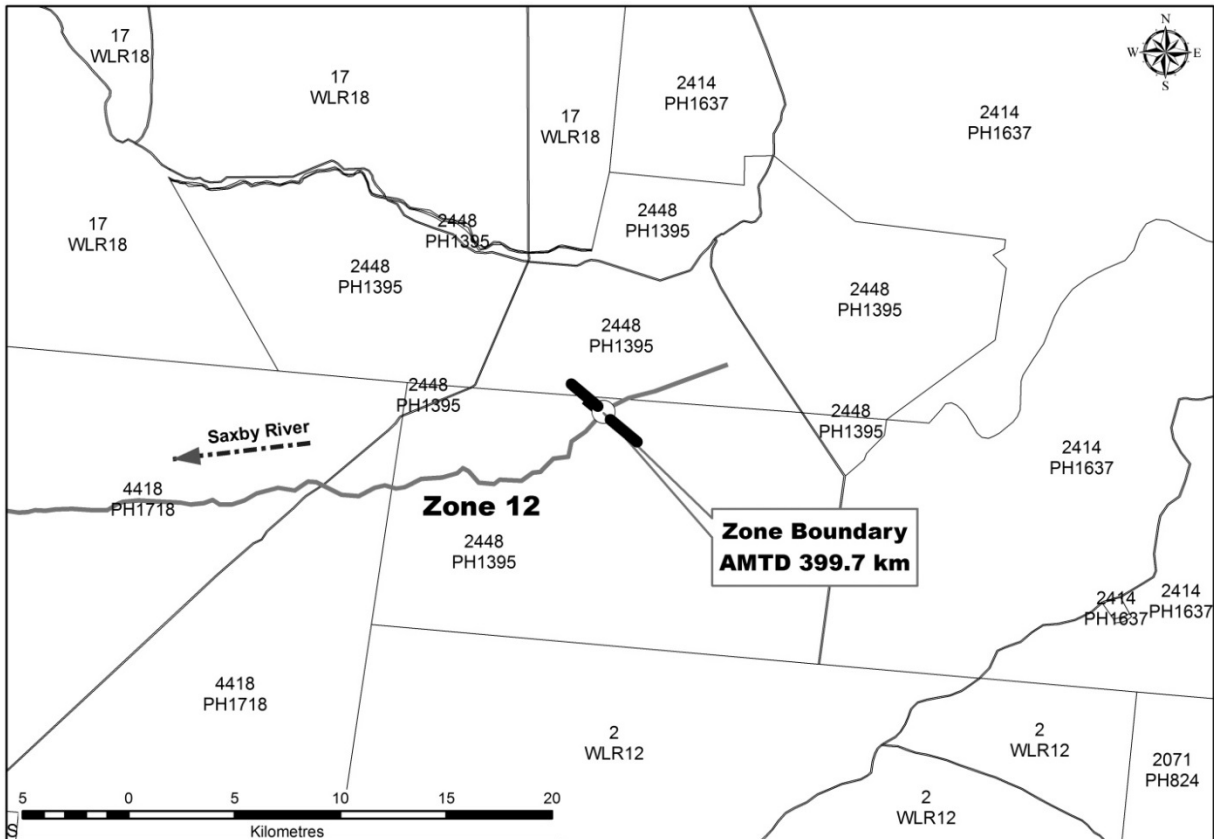 N
W
E
S
17
WLR18
17
WLR18
2414
PH1637
2414
PH1637
17
WLR18
17
WLR18
2448
PH1395
2448
PH1395
2448
PH1395
2448
PH1395
2448
PH1395
2448
PH1395
2448
PH1395
Saxby River
2414
PH1637
4418
PH1718
Zone 12
2448
PH1395
Zone Boundary
AMTD 399.7 km
2414
PH1637
2414
PH1637
4418
PH1718
2
WLR12
2
WLR12
2071
PH824
2
WLR12
5
0
5
10
15
20
Kilometres
S